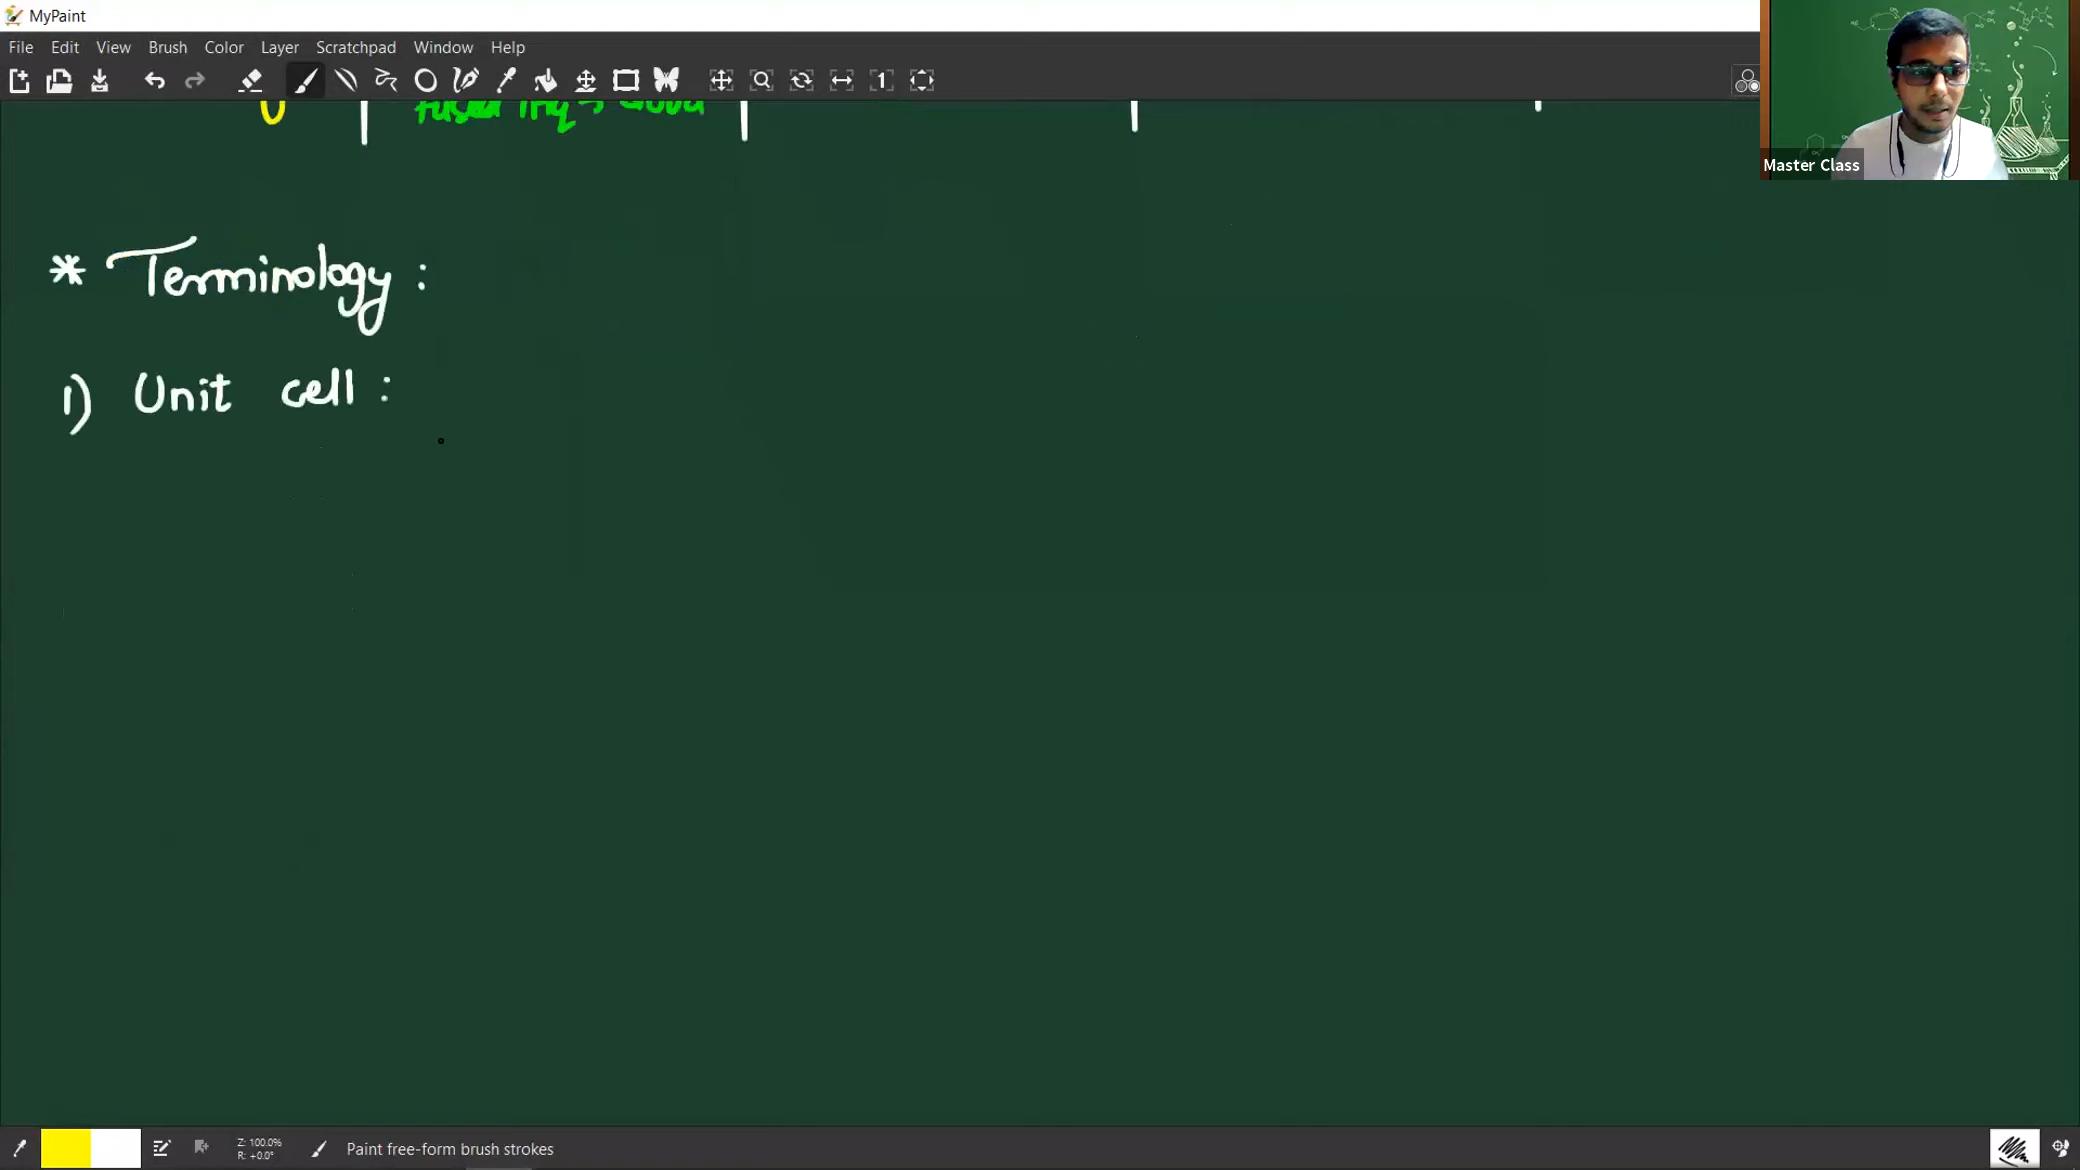 MyPaint
File Edit View Brush Color Layer Scratchpad Window Help
1
Master Class
* Terminology :
1) Unit cell :
Z: 100.0%
R: +0.0°
Paint free-form brush strokes